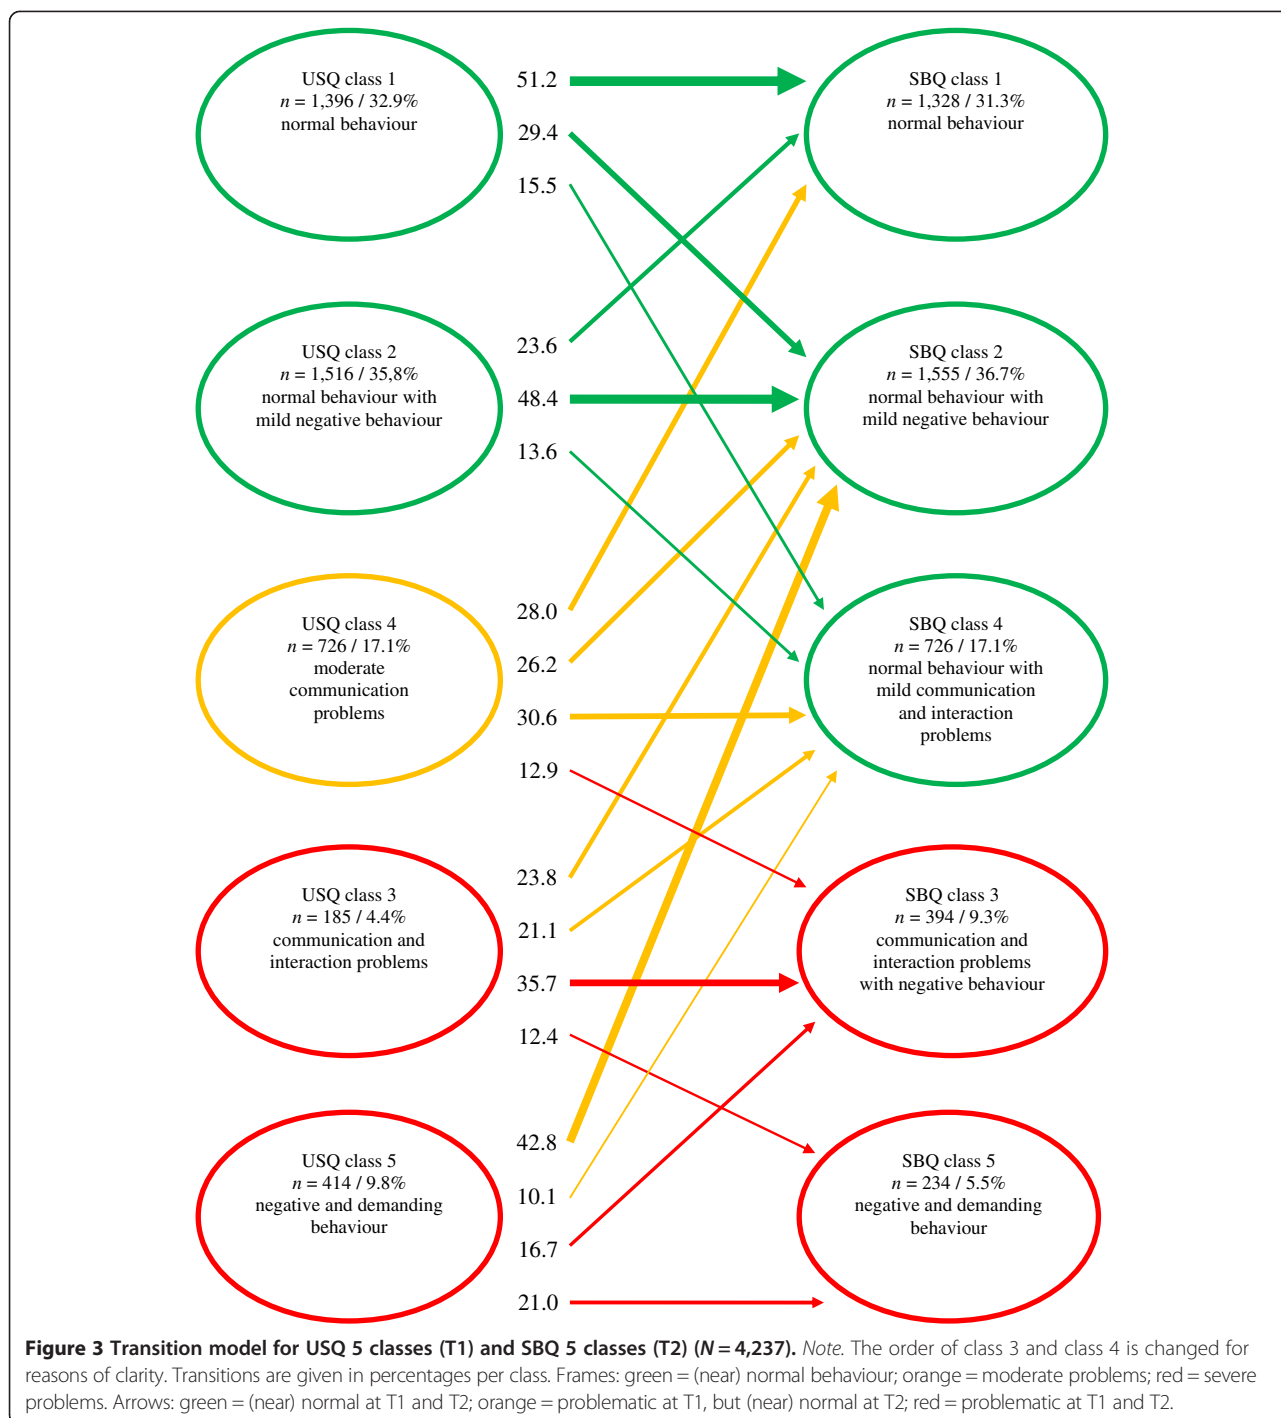 USQ class 1
n = 1,396 / 32.9%
normal behaviour
51.2
29.4
15.5
SBQ class 1
n = 1,328 / 31.3%
normal behaviour
USQ class 2
n = 1,516 / 35,8%
normal behaviour with
mild negative behaviour
23.6
48.4
13.6
SBQ class 2
n = 1,555 / 36.7%
normal behaviour with
mild negative behaviour
USQ class 4
n = 726 / 17.1%
moderate
communication
problems
28.0
26.2
30.6
12.9
SBQ class 4
n = 726 / 17.1%
normal behaviour with
mild communication
and interaction
problems
USQ class 3
n = 185 / 4.4%
communication and
interaction problems
23.8
21.1
35.7
12.4
SBQ class 3
n = 394 / 9.3%
communication and
interaction problems
with negative behaviour
USQ class 5
n = 414 / 9.8%
negative and demanding
behaviour
42.8
10.1
16.7
21.0
SBQ class 5
n = 234 / 5.5%
negative and demanding
behaviour
Figure 3 Transition model for USQ 5 classes (T1) and SBQ 5 classes (T2) (N = 4,237). Note. The order of class 3 and class 4 is changed for
reasons of clarity. Transitions are given in percentages per class. Frames: green = (near) normal behaviour; orange = moderate problems; red = severe
problems. Arrows: green = (near) normal at T1 and T2; orange = problematic at T1, but (near) normal at T2; red = problematic at T1 and T2.